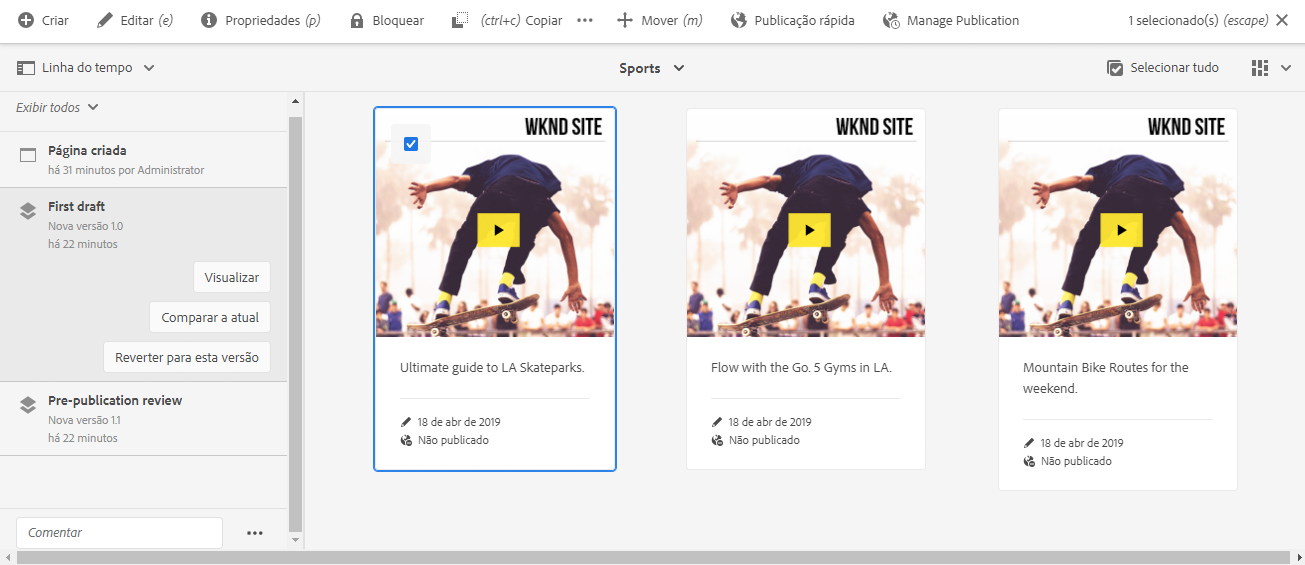 Criar
Editar (e)
Propriedades (p)
Bloquear
(ctrl+c) Copiar
Mover (m)
Publicação rápida
Manage Publication
1 selecionado(s) (escape)
Linha do tempo
Sports
Selecionar tudo
Exibir todos
Página criada
há 31 minutos por Administrator
First draft
Nova versão 1.0
há 22 minutos
Visualizar
Comparar a atual
Reverter para esta versão
Pre-publication review
Nova versão 1.1
há 22 minutos
Comentar
WKND SITE
Ultimate guide to LA Skateparks.
18 de abr de 2019
Não publicado
WKND SITE
Flow with the Go. 5 Gyms in LA.
18 de abr de 2019
Não publicado
WKND SITE
Mountain Bike Routes for the
weekend.
18 de abr de 2019
Não publicado